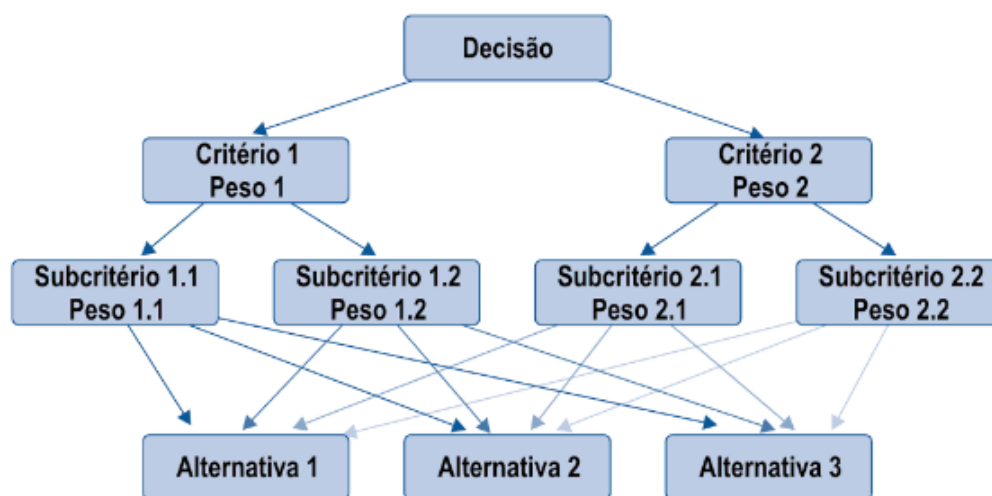 Decisão
Critério 1
Peso 1
Critério 2
Peso 2
Subcritério 1.1
Peso 1.1
Subcritério 1.2
Peso 1.2
Subcritério 2.1
Peso 2.1
Subcritério 2.2
Peso 2.2
Alternativa 1
Alternativa 2
Alternativa 3